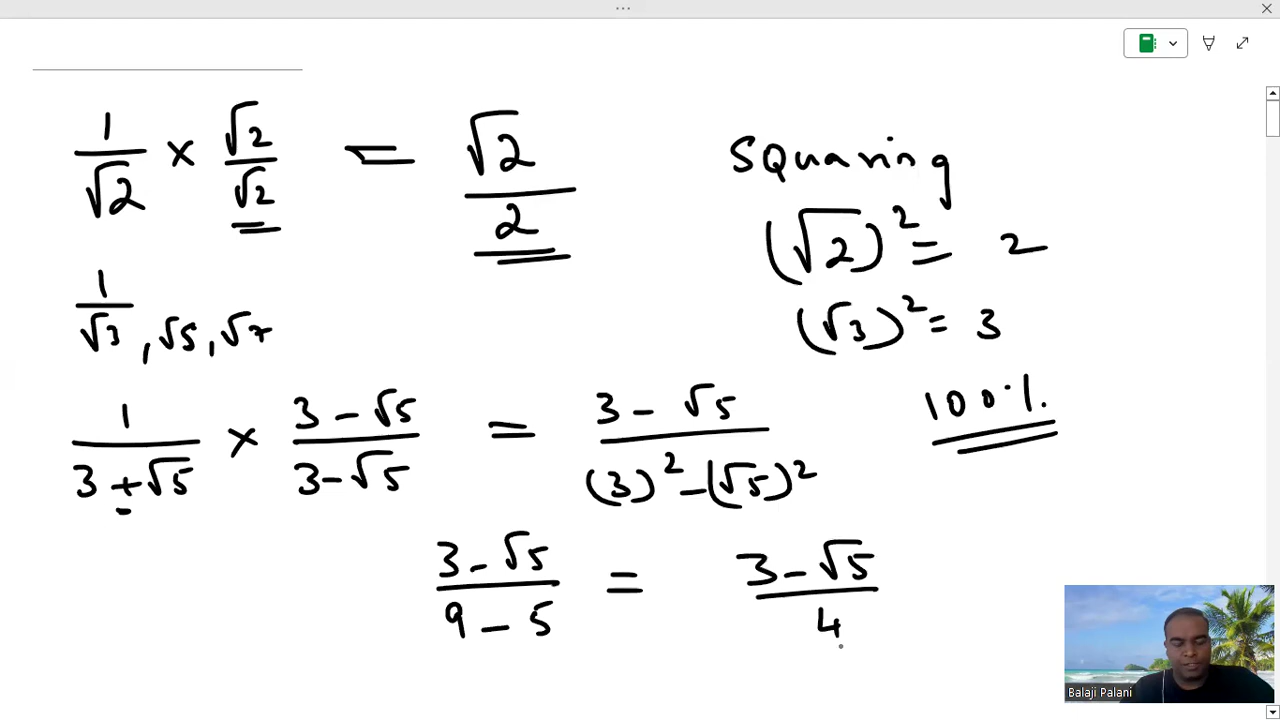 1/√2 × √2/√2 = √2/2
Squaring
(√2)² = 2
1/√3, √5, √7
(√3)² = 3
1/(3 + √5) × (3 - √5)/(3 - √5) = (3 - √5)/((3)² - (√5)²)
100%
(3 - √5)/(9 - 5) = (3 - √5)/4
Balaji Palani